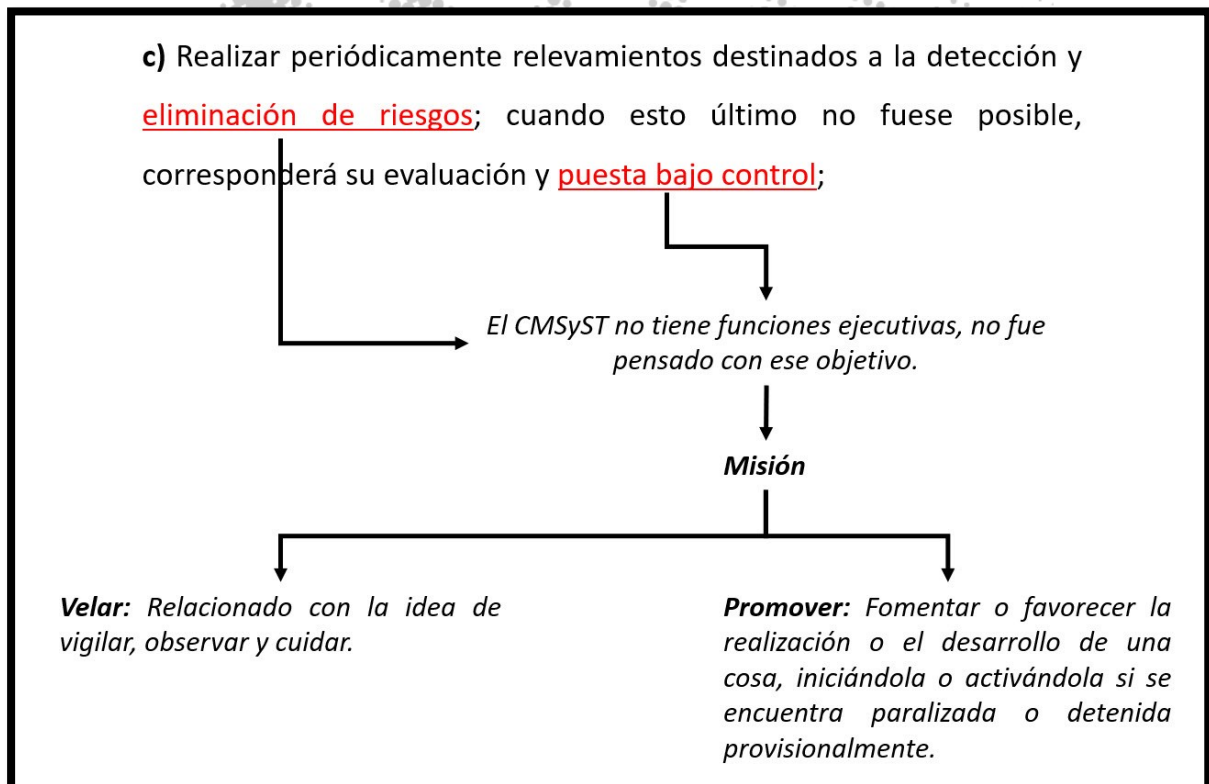 c) Realizar periódicamente relevamientos destinados a la detección y
eliminación de riesgos; cuando esto último no fuese posible,
corresponderá su evaluación y puesta bajo control;
El CMSyST no tiene funciones ejecutivas, no fue
pensado con ese objetivo.
Misión
Velar: Relacionado con la idea de
vigilar, observar y cuidar.
Promover: Fomentar o favorecer la
realización o el desarrollo de una
cosa, iniciándola o activándola si se
encuentra paralizada o detenida
provisionalmente.